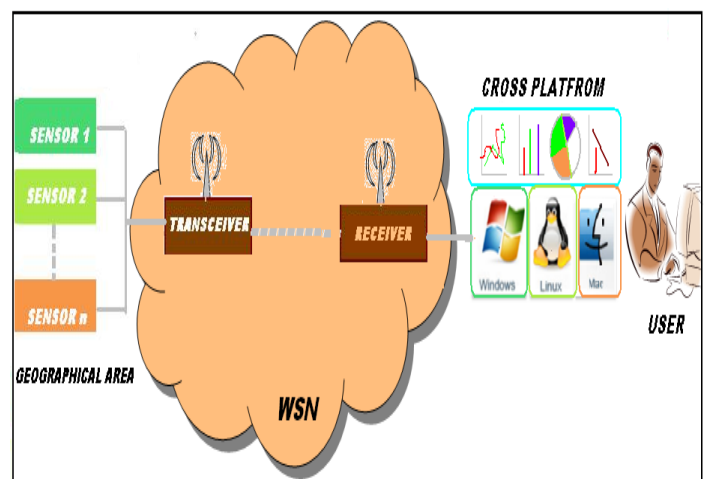 CROSS PLATFROM
SENSOR 1
SENSOR 2
SENSOR n
GEOGRAPHICAL AREA
TRANSCEIVER
RECEIVER
WSN
Windows
Linux
Mac
USER